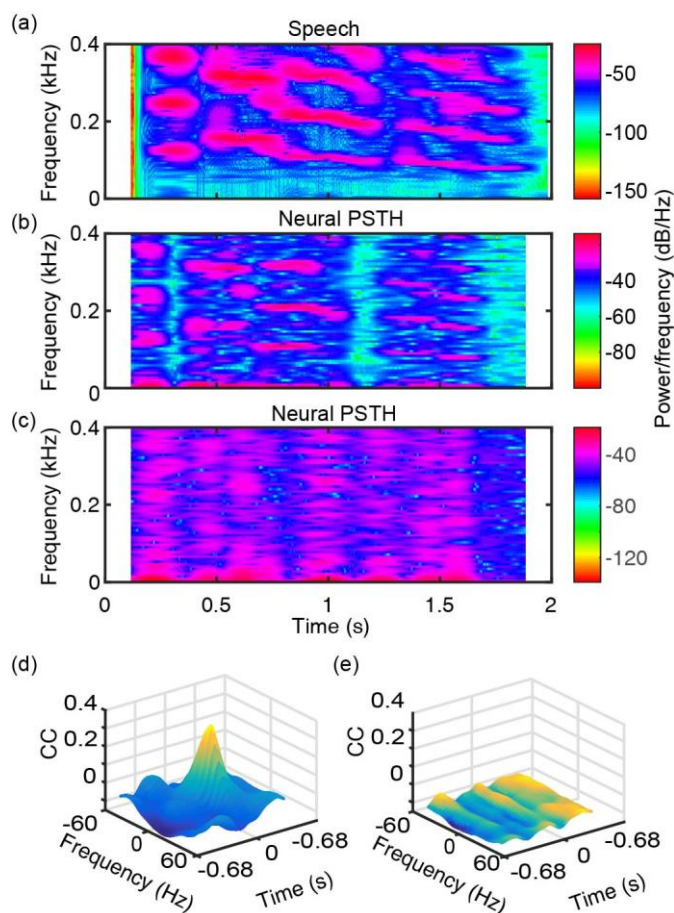 (a)
Speech
Frequency (kHz)
0.4
0.2
0
-50
-100
-150
(b)
Neural PSTH
Frequency (kHz)
0.4
0.2
0
-40
-60
-80
Power/frequency (dB/Hz)
(c)
Neural PSTH
Frequency (kHz)
0.4
0.2
0
-40
-80
-120
0 0.5 1 1.5 2
Time (s)
(d)
CC
0.4
0.2
0
-60
0
60
Frequency (Hz)
-0.68
0
-0.68
Time (s)
(e)
CC
0.4
0.2
0
-60
0
60
Frequency (Hz)
-0.68
0
-0.68
Time (s)